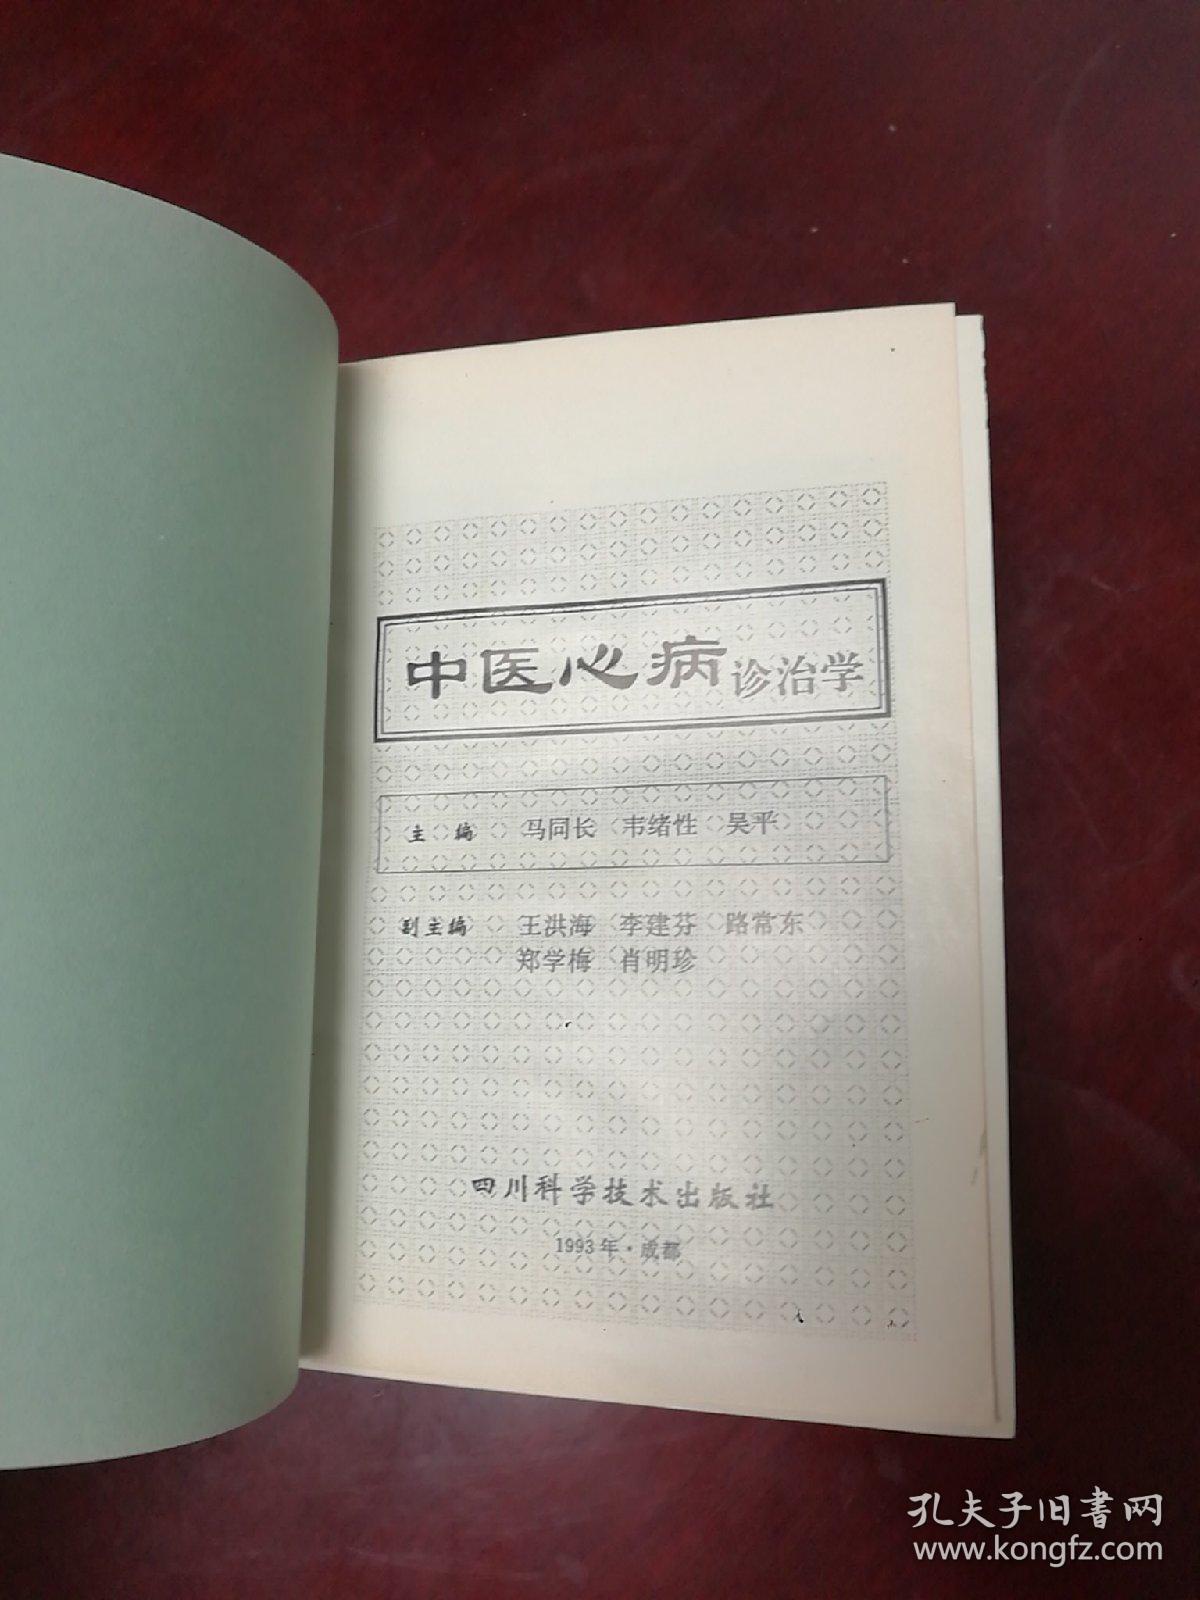 中医心病诊治学
主编 马同长 韦绪性 吴平
副主编 王洪海 李建芬 路常东
郑学梅 肖明珍
四川科学技术出版社
1993年·成都
孔夫子旧书网
www.kongfz.com